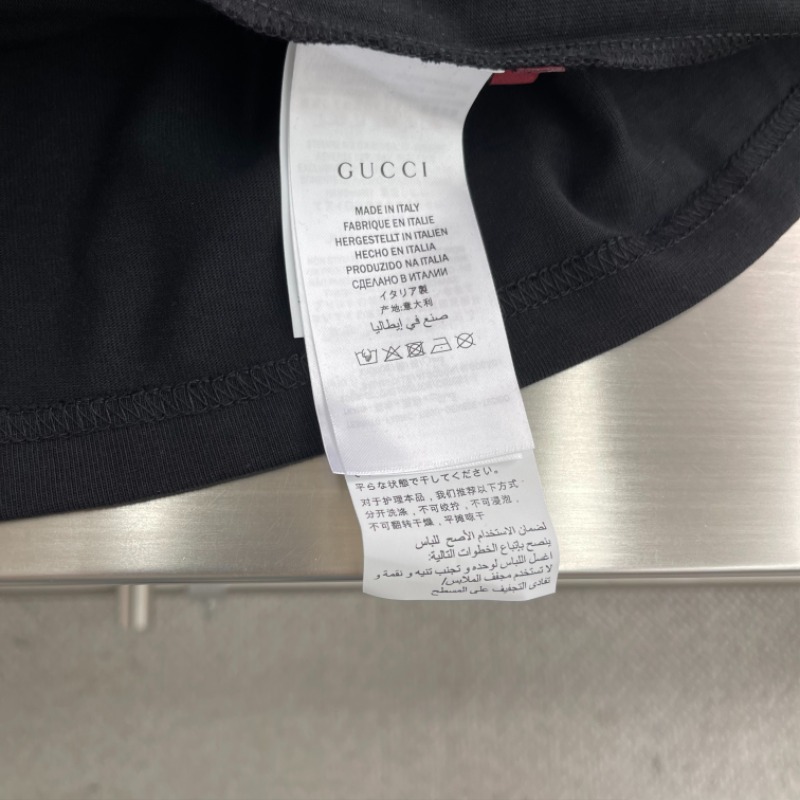 GUCCI
MADE IN ITALY
FABRIQUE EN ITALIE
HERGESTELLT IN ITALIEN
HECHO EN ITALIA
PRODUZIDO NA ITALIA
СДЕЛАНО В ИТАЛИИ
イタリア製
产地:意大利
صنع في إيطاليا
平らな状態で干してください。
对于护理本品，我们推荐以下方式
分开洗涤，不可绞拧，不可浸泡，
不可翻转干燥，平摊晾干
لضمان الاستخدام الأصح للباس
ينصح بإتباع الخطوات التالية:
اغسل اللباس لوحده و تجنب تنيه و نقعة و
لا تستخدم مجفف الملابس/
تفادى التجفيف على المسطح